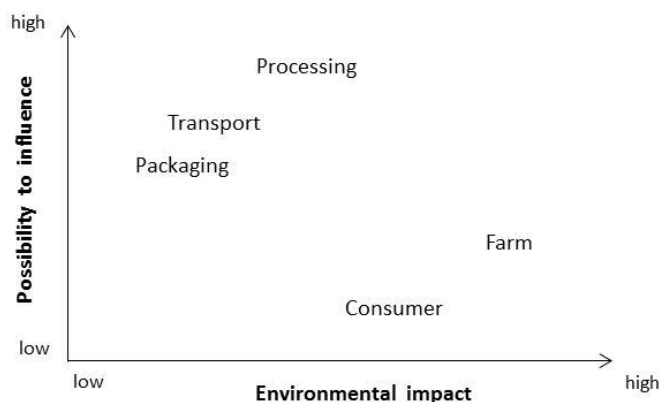 high
Processing
Transport
Packaging
Possibility to influence
Farm
Consumer
low
low
high
Environmental impact